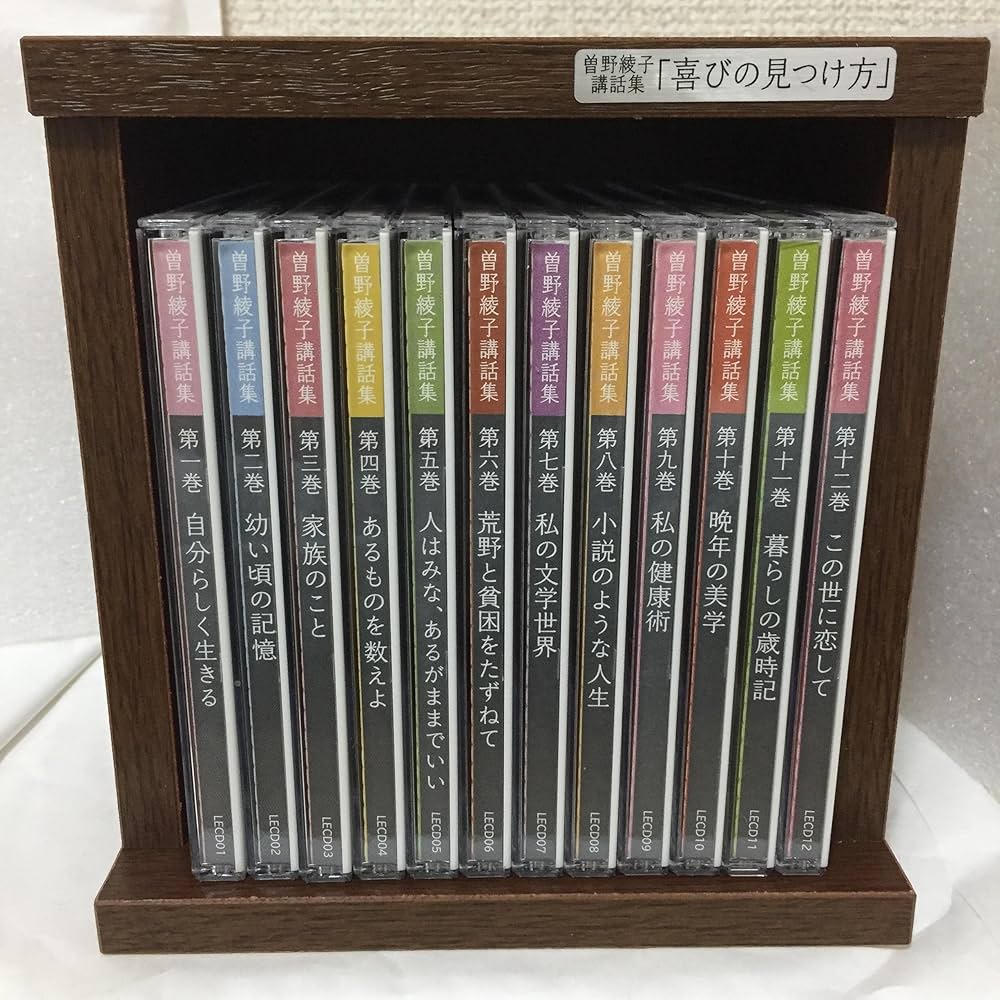 曽野綾子
講話集
「喜びの見つけ方」
曽野綾子講話集 第一巻 自分らしく生きる LECD01
曽野綾子講話集 第二巻 幼い頃の記憶 LECD02
曽野綾子講話集 第三巻 家族のこと LECD03
曽野綾子講話集 第四巻 あるものを数えよ LECD04
曽野綾子講話集 第五巻 人はみな、あるがままでいい LECD05
曽野綾子講話集 第六巻 荒野と貧困をたずねて LECD06
曽野綾子講話集 第七巻 私の文学世界 LECD07
曽野綾子講話集 第八巻 小説のような人生 LECD08
曽野綾子講話集 第九巻 私の健康術 LECD09
曽野綾子講話集 第十巻 晩年の美学 LECD10
曽野綾子講話集 第十一巻 暮らしの歳時記 LECD11
曽野綾子講話集 第十二巻 この世に恋して LECD12